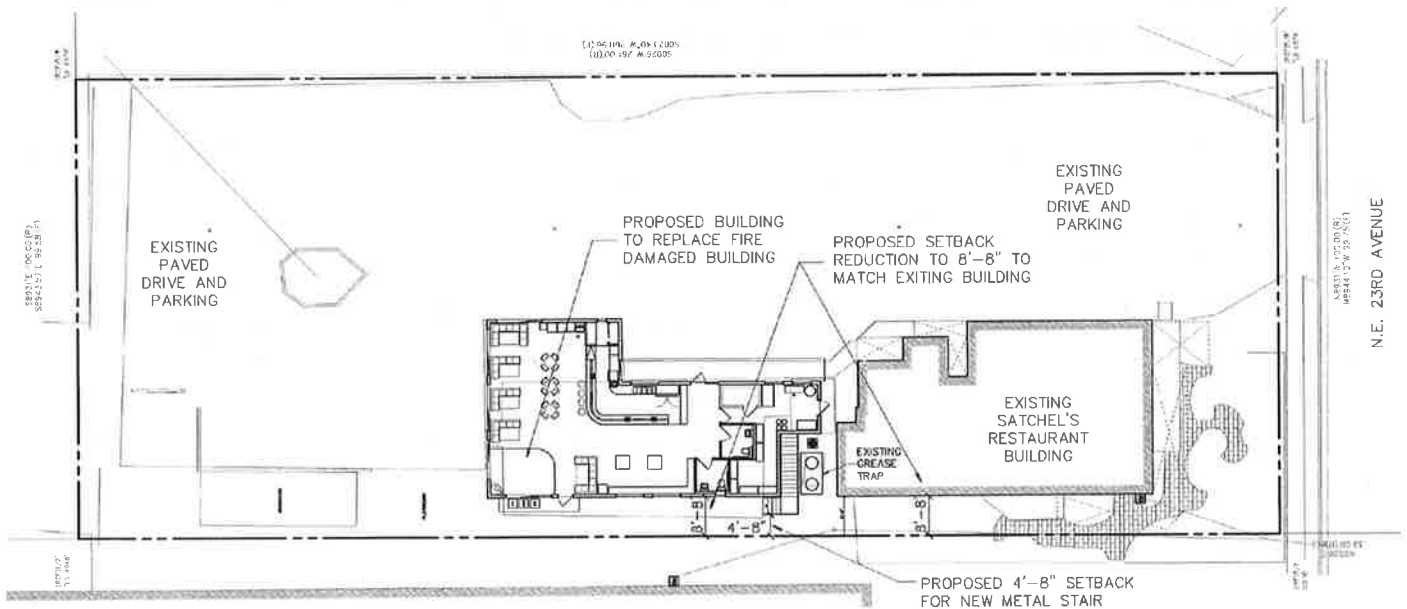 EXISTING
PAVED
DRIVE AND
PARKING
PROPOSED BUILDING
TO REPLACE FIRE
DAMAGED BUILDING
PROPOSED SETBACK
REDUCTION TO 8'-8" TO
MATCH EXITING BUILDING
EXISTING
PAVED
DRIVE AND
PARKING
N.E. 23RD AVENUE
EXISTING
SATCHEL'S
RESTAURANT
BUILDING
EXISTING
GREASE
TRAP
8'-8"
4'-8"
8'-8"
PROPOSED 4'-8" SETBACK
FOR NEW METAL STAIR